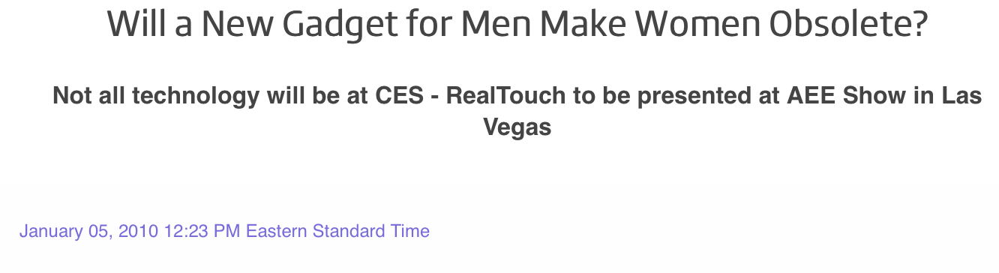 Will a New Gadget for Men Make Women Obsolete?
Not all technology will be at CES - RealTouch to be presented at AEE Show in Las
Vegas
January 05, 2010 12:23 PM Eastern Standard Time